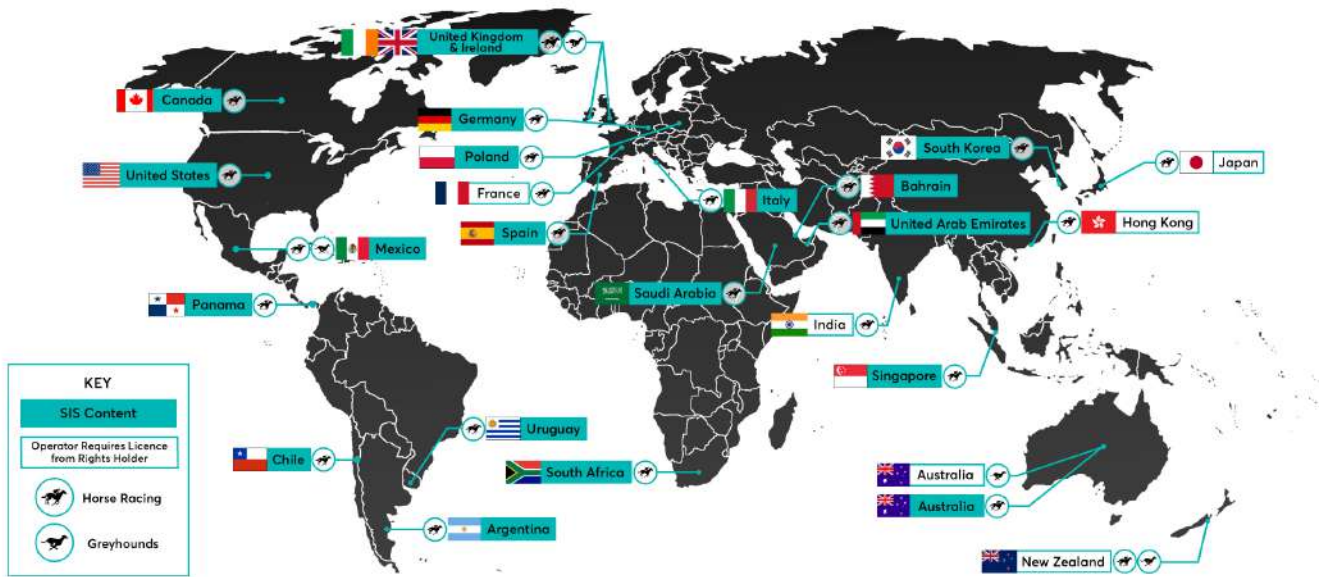 United Kingdom
& Ireland
Canada
Germany
South Korea
Poland
Japan
United States
Bahrain
France
Italy
United Arab Emirates
Hong Kong
Spain
Mexico
Saudi Arabia
Panama
India
Singapore
KEY
SIS Content
Operator Requires Licence
from Rights Holder
Horse Racing
Greyhounds
Uruguay
Chile
South Africa
Australia
Australia
Argentina
New Zealand